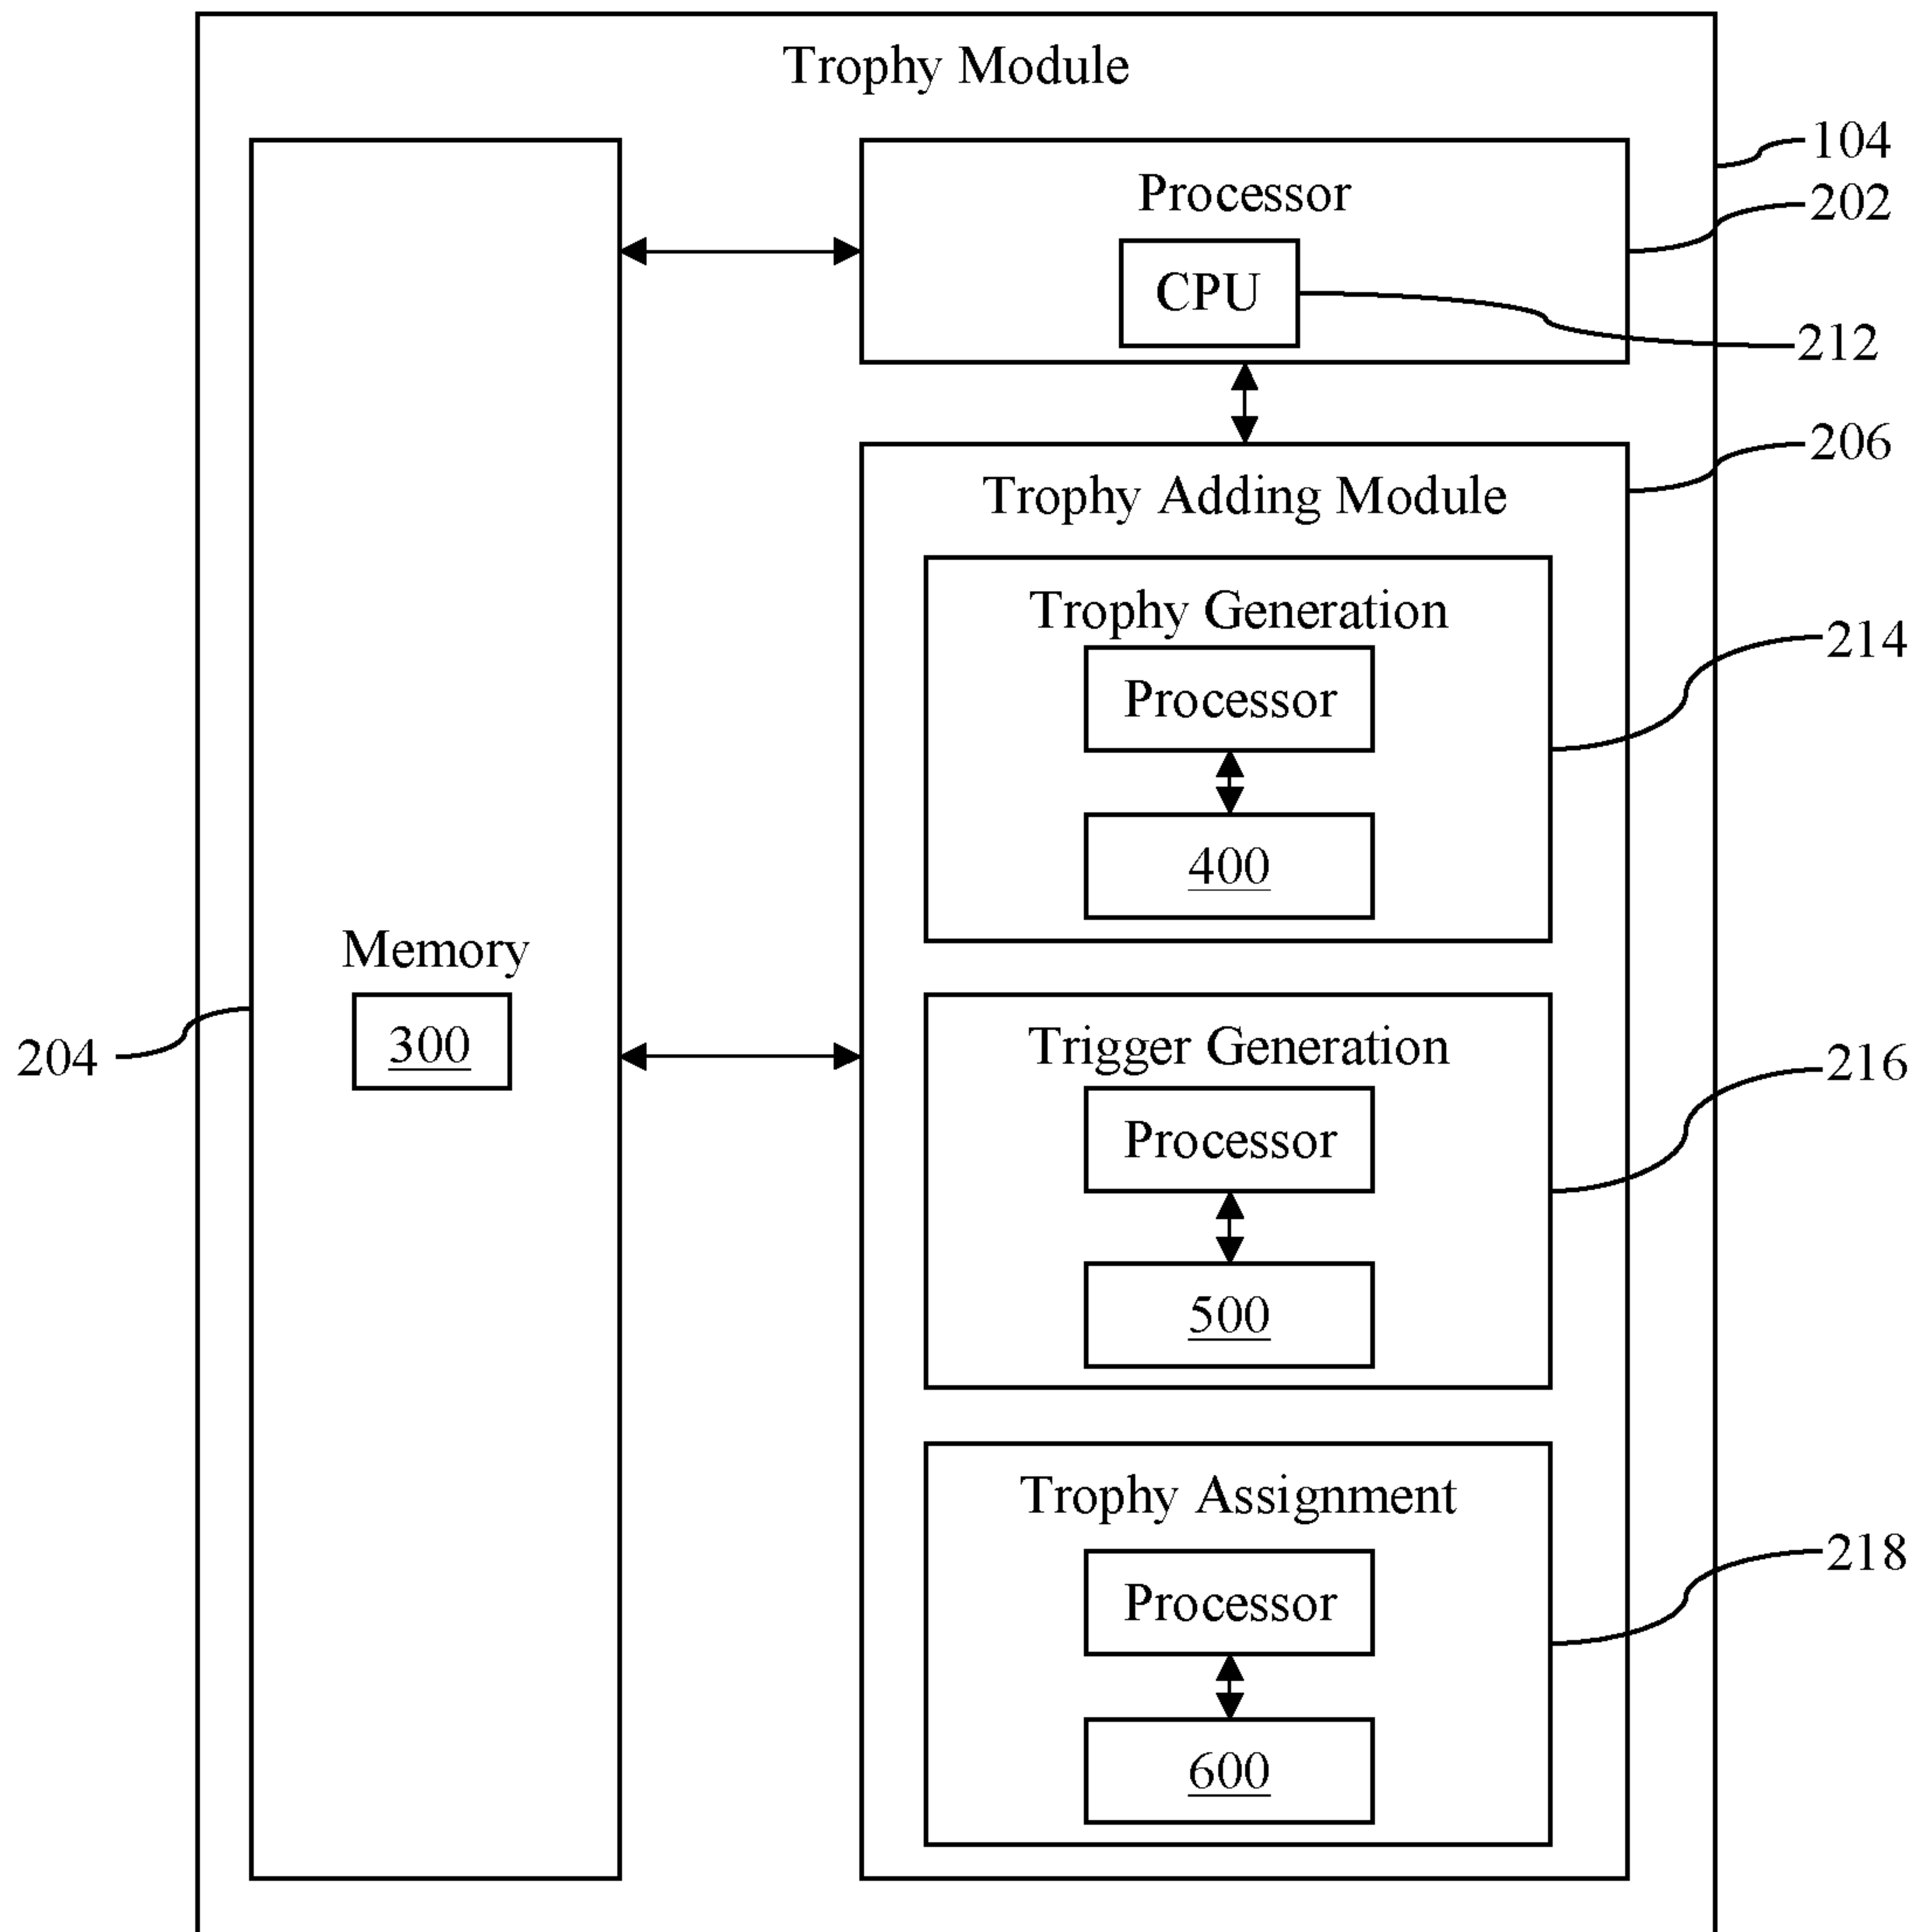 Trophy Module
104
Processor
202
CPU
212
206
Trophy Adding Module
Trophy Generation
214
Processor
400
Memory
300
204
Trigger Generation
216
Processor
500
Trophy Assignment
218
Processor
600